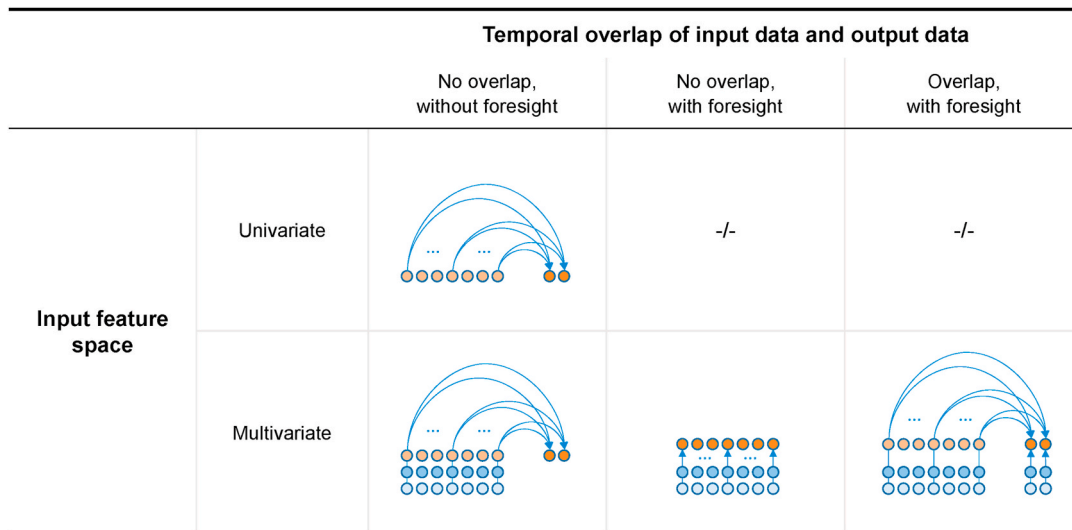 Temporal overlap of input data and output data
No overlap,
without foresight
No overlap,
with foresight
Overlap,
with foresight
Input feature
space
Univariate
... ...
-/-
-/-
Multivariate
... ...
... ...
... ...